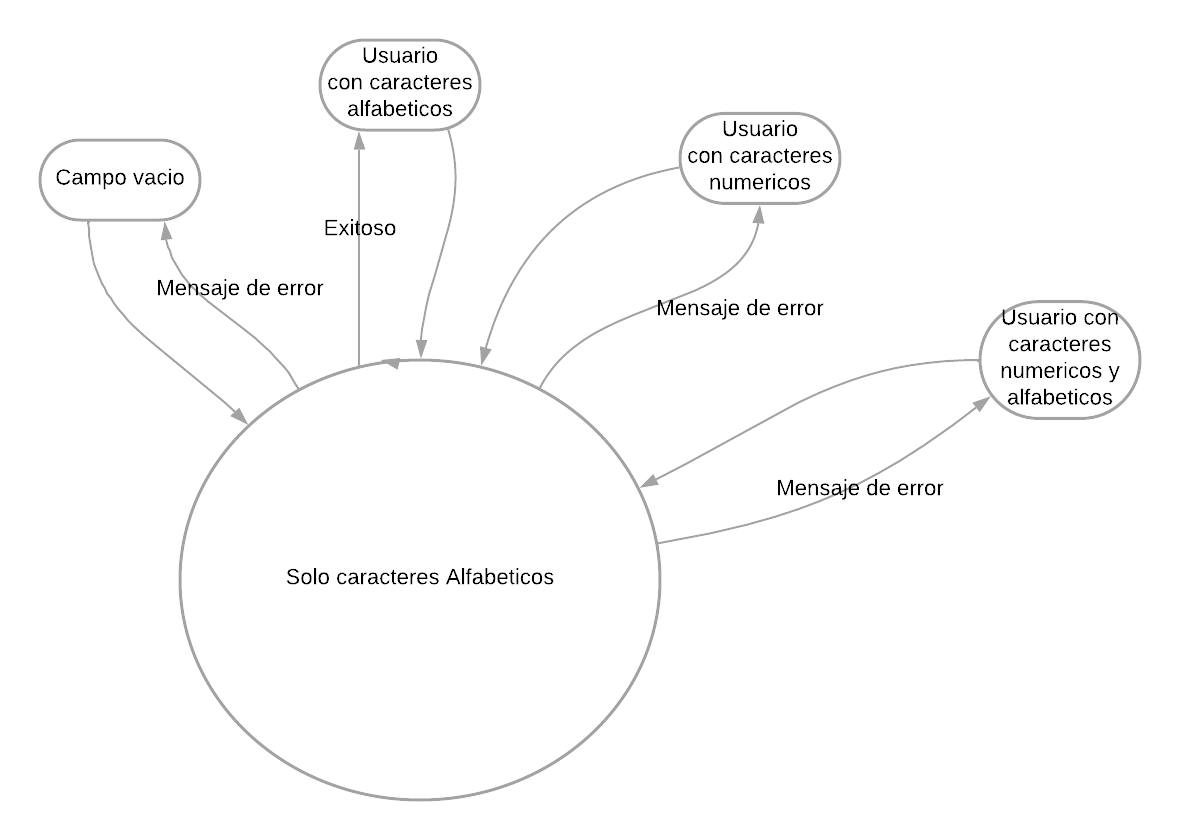 Usuario
con caracteres
alfabeticos
Usuario
con caracteres
numericos
Campo vacio
Exitoso
Mensaje de error
Mensaje de error
Usuario con
caracteres
numericos y
alfabeticos
Mensaje de error
Solo caracteres Alfabeticos